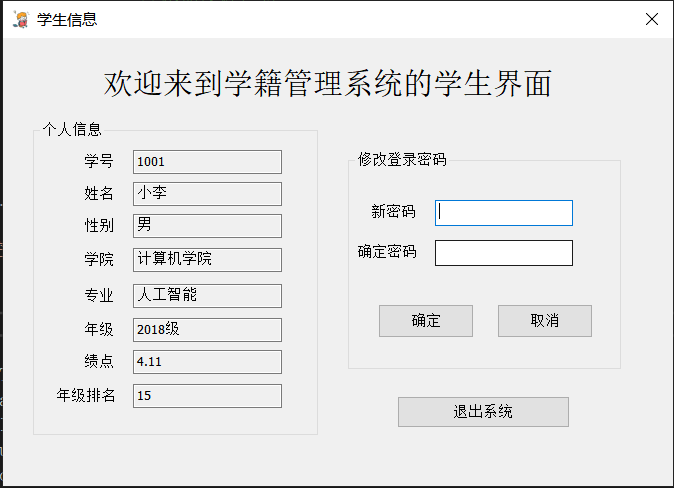 学生信息
欢迎来到学籍管理系统的学生界面
个人信息
学号 1001
姓名 小李
性别 男
学院 计算机学院
专业 人工智能
年级 2018级
绩点 4.11
年级排名 15
修改登录密码
新密码
确定密码
确定 取消
退出系统